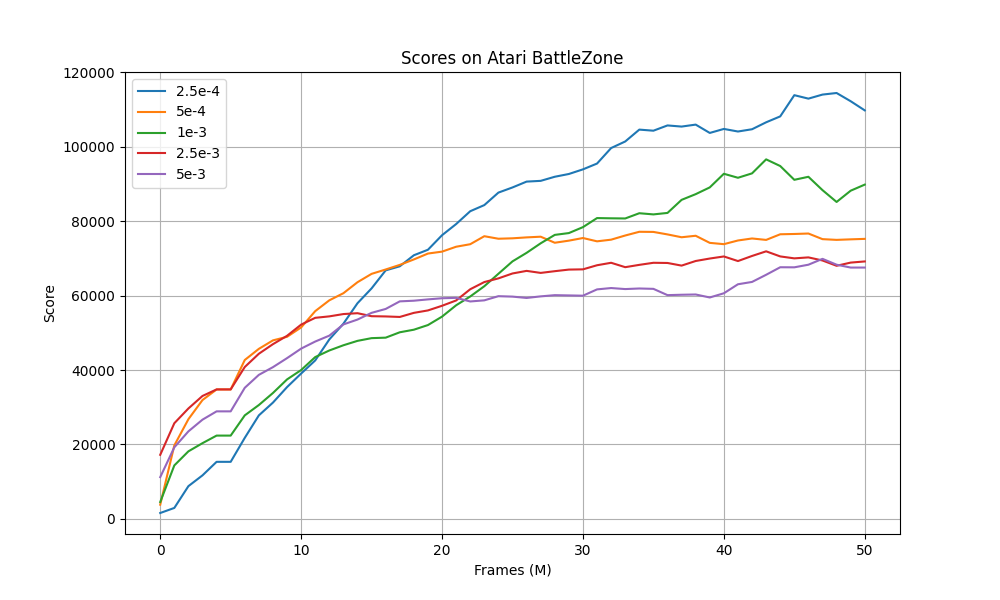 Scores on Atari BattleZone
120000
100000
80000
60000
40000
20000
0
Score
2.5e-4
5e-4
1e-3
2.5e-3
5e-3
0 10 20 30 40 50
Frames (M)